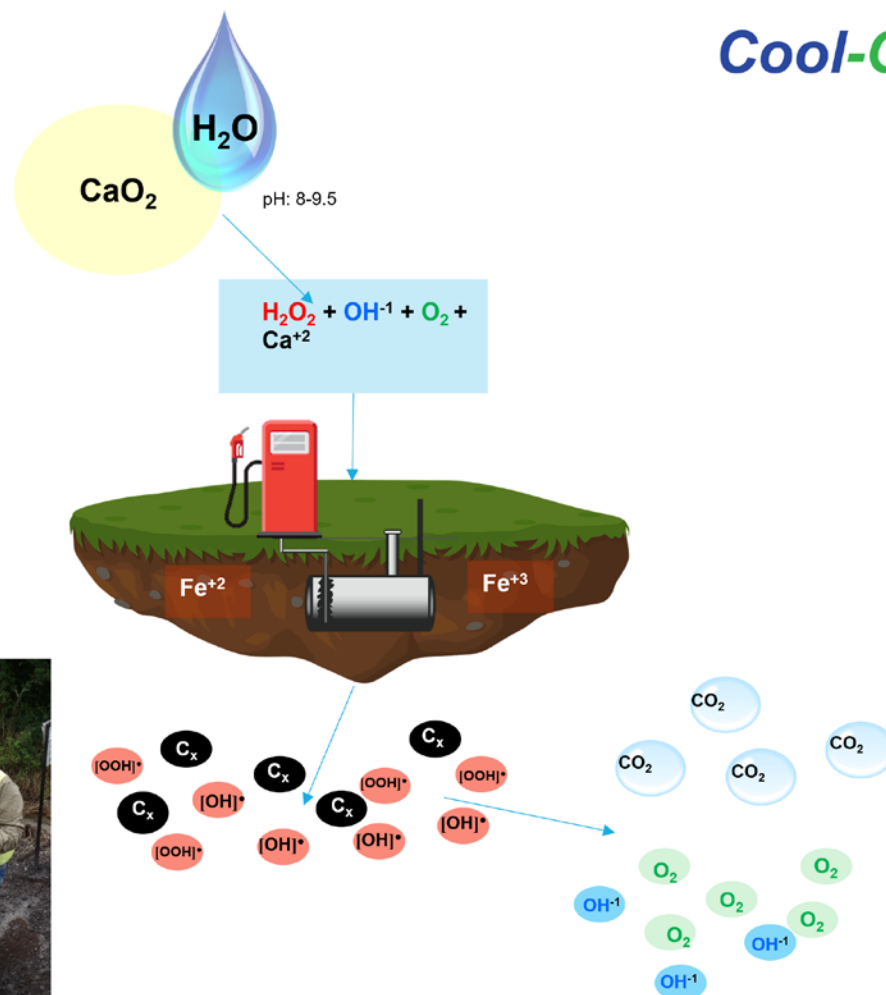 Cool-
H₂O
CaO₂
pH: 8-9.5
H₂O₂ + OH⁻¹ + O₂ +
Ca⁺²
Fe⁺²
Fe⁺³
Cₓ
Cₓ
Cₓ
Cₓ
[OOH]•
[OOH]•
[OOH]•
[OH]•
[OH]•
[OH]•
[OH]•
[OOH]•
CO₂
CO₂
CO₂
CO₂
O₂
O₂
O₂
OH⁻¹
O₂
O₂
OH⁻¹
OH⁻¹